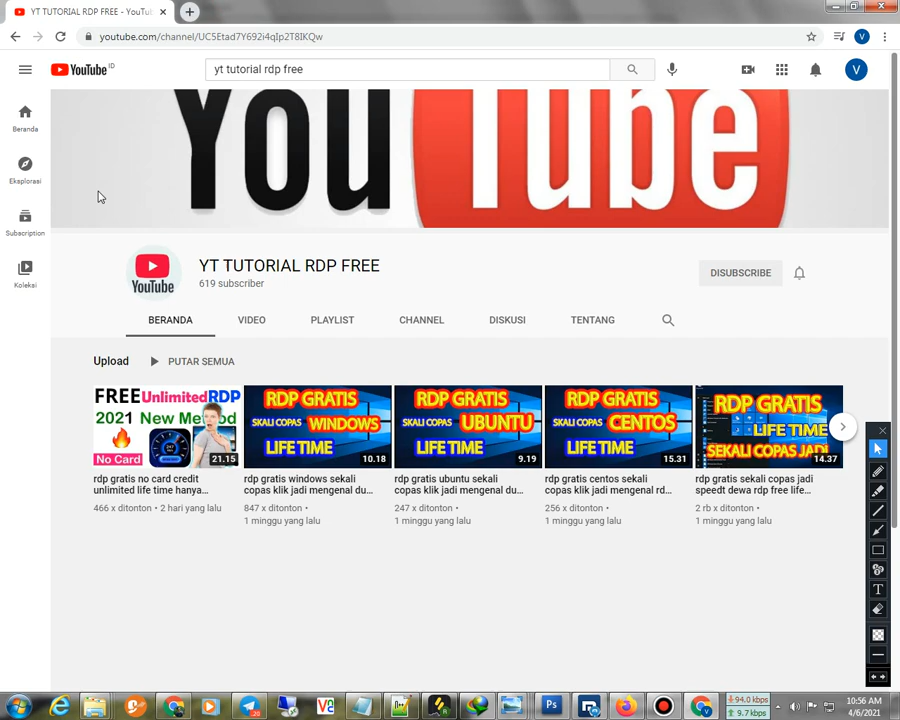 YT TUTORIAL RDP FREE - YouTu
youtube.com/channel/UC5Etad7Y692i4qIp2T8IKQw
YouTube ID
yt tutorial rdp free
V
Beranda
Eksplorasi
Subscription
Koleksi
YouTube
YouTube
YT TUTORIAL RDP FREE
619 subscriber
DISUBSCRIBE
BERANDA VIDEO PLAYLIST CHANNEL DISKUSI TENTANG
Upload PUTAR SEMUA
FREE Unlimited RDP
2021 New Method
No Card
21.15
RDP GRATIS
SKALI COPAS WINDOWS
LIFE TIME
10.18
RDP GRATIS
SKALI COPAS UBUNTU
LIFE TIME
9.19
RDP GRATIS
SKALI COPAS CENTOS
LIFE TIME
15.31
RDP GRATIS
LIFE TIME
SEKALI COPAS JADI
14.37
rdp gratis no card credit
unlimited life time hanya...
466 x ditonton • 2 hari yang lalu
rdp gratis windows sekali
copas klik jadi mengenal du...
847 x ditonton •
1 minggu yang lalu
rdp gratis ubuntu sekali
copas klik jadi mengenal du...
247 x ditonton •
1 minggu yang lalu
rdp gratis centos sekali
copas klik jadi mengenal rd...
256 x ditonton •
1 minggu yang lalu
rdp gratis sekali copas jadi
speedt dewa rdp free life...
2 rb x ditonton •
1 minggu yang lalu
T
Ps
94.0 kbps
9.7 kbps
10:56 AM
4/6/2021